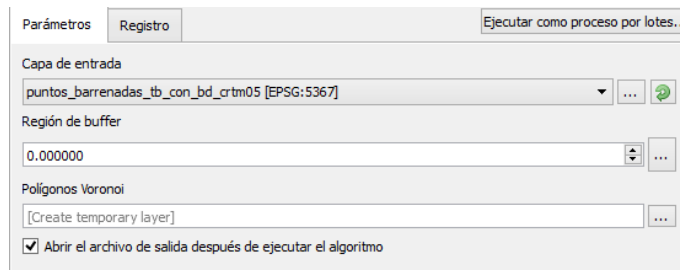 Parámetros Registro Ejecutar como proceso por lotes..
Capa de entrada
puntos_barrenadas_tb_con_bd_crtm05 [EPSG:5367] ...
Región de buffer
0.000000 ...
Polígonos Voronoi
[Create temporary layer] ...
Abrir el archivo de salida después de ejecutar el algoritmo